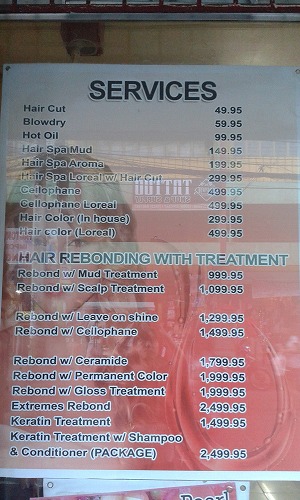 SERVICES
Hair Cut 49.95
Blowdry 59.95
Hot Oil 99.95
Hair Spa Mud 149.95
Hair Spa Aroma 199.95
Hair Spa Loreal w/ Hair Cut 299.95
Cellophane 499.95
Cellophane Loreal 499.95
Hair Color (In house) 299.95
Hair color (Loreal) 499.95
HAIR REBONDING WITH TREATMENT
Rebond w/ Mud Treatment 999.95
Rebond w/ Scalp Treatment 1,099.95
Rebond w/ Leave on shine 1,299.95
Rebond w/ Cellophane 1,499.95
Rebond w/ Ceramide 1,799.95
Rebond w/ Permanent Color 1,999.95
Rebond w/ Gloss Treatment 1,999.95
Extremes Rebond 2,499.95
Keratin Treatment 1,499.95
Keratin Treatment w/ Shampoo
& Conditioner (PACKAGE) 2,499.95
Pearl